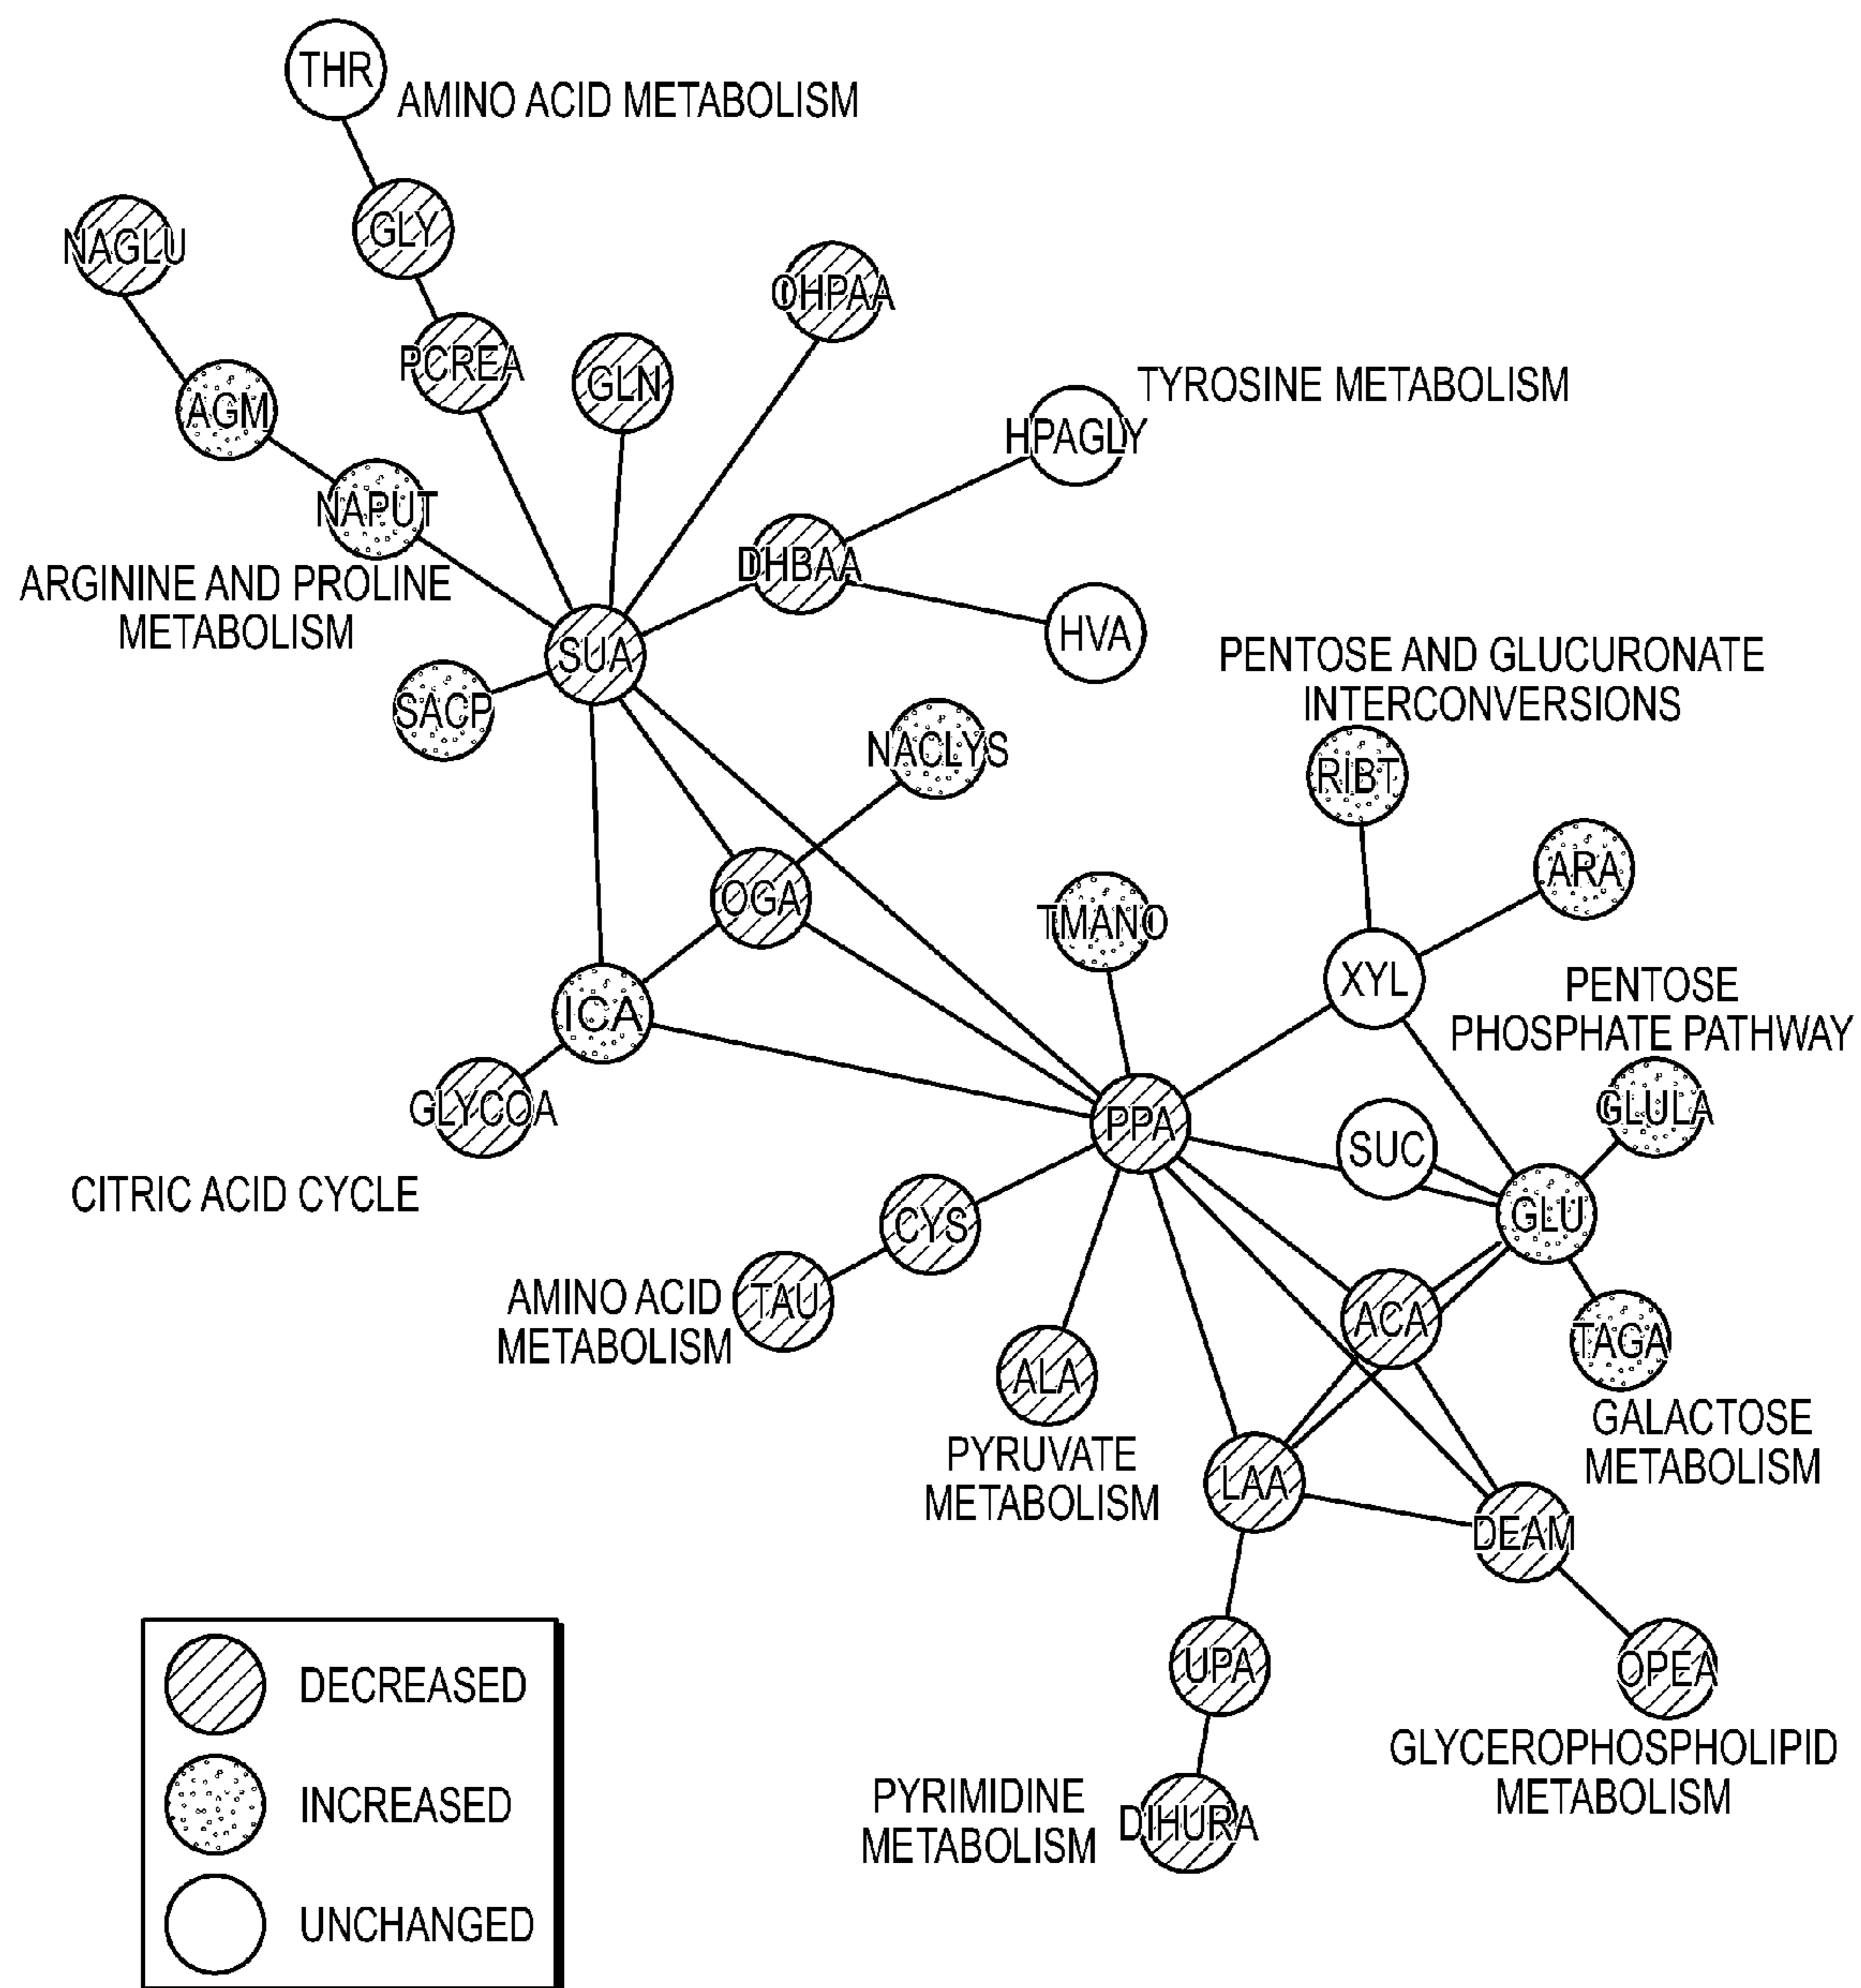 THR
AMINO ACID METABOLISM
NAGLU
GLY
OHPAA
PCREA
GLN
TYROSINE METABOLISM
AGM
HPAGLY
NAPUT
DHBAA
ARGININE AND PROLINE
METABOLISM
HVA
SUA
PENTOSE AND GLUCURONATE
INTERCONVERSIONS
SACP
NACLYS
RIBT
ARA
OGA
TMANO
XYL
PENTOSE
PHOSPHATE PATHWAY
ICA
GLYCOA
PPA
GLULA
SUC
CITRIC ACID CYCLE
CYS
GLU
AMINO ACID
METABOLISM
TAU
ACA
TAGA
ALA
GALACTOSE
METABOLISM
PYRUVATE
METABOLISM
LAA
DEAM
UPA
OPEA
DECREASED
GLYCEROPHOSPHOLIPID
METABOLISM
PYRIMIDINE
METABOLISM
DIHURA
INCREASED
UNCHANGED